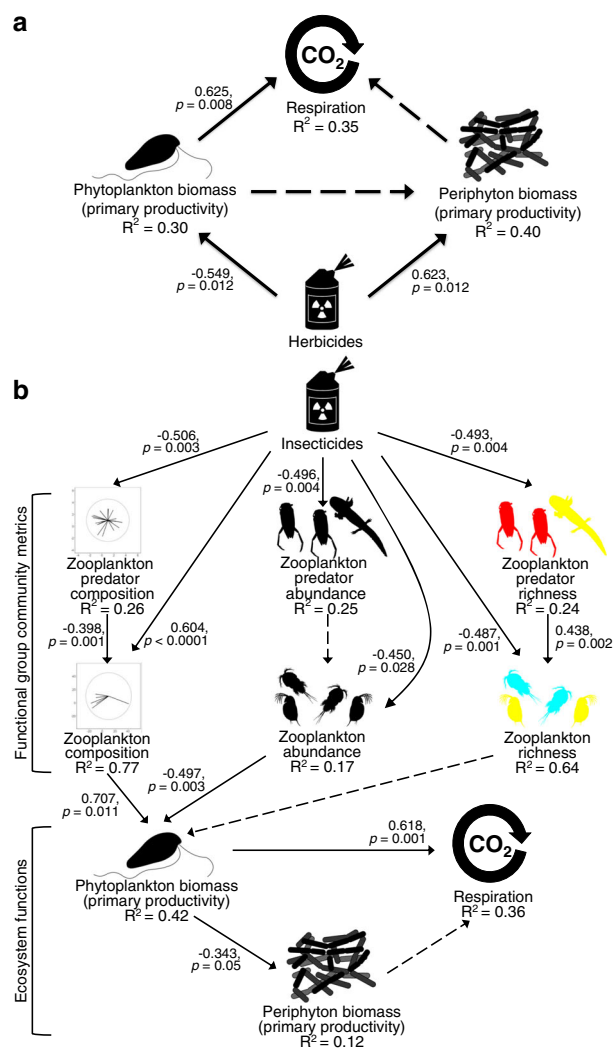 a
CO2
0.625,
p = 0.008
Respiration
R2 = 0.35
Phytoplankton biomass
(primary productivity)
R2 = 0.30
Periphyton biomass
(primary productivity)
R2 = 0.40
-0.549,
p = 0.012
0.623,
p = 0.012
Herbicides
b
Insecticides
-0.506,
p = 0.003
-0.496,
p = 0.004
-0.493,
p = 0.004
Functional group community metrics
Zooplankton
predator
composition
R2 = 0.26
Zooplankton
predator
abundance
R2 = 0.25
Zooplankton
predator
richness
R2 = 0.24
-0.398,
p = 0.001
0.604,
p < 0.0001
-0.450,
p = 0.028
-0.487,
p = 0.001
0.438,
p = 0.002
Zooplankton
composition
R2 = 0.77
Zooplankton
abundance
R2 = 0.17
Zooplankton
richness
R2 = 0.64
0.707,
p = 0.011
-0.497,
p = 0.003
Ecosystem functions
Phytoplankton biomass
(primary productivity)
R2 = 0.42
0.618,
p = 0.001
CO2
Respiration
R2 = 0.36
-0.343,
p = 0.05
Periphyton biomass
(primary productivity)
R2 = 0.12